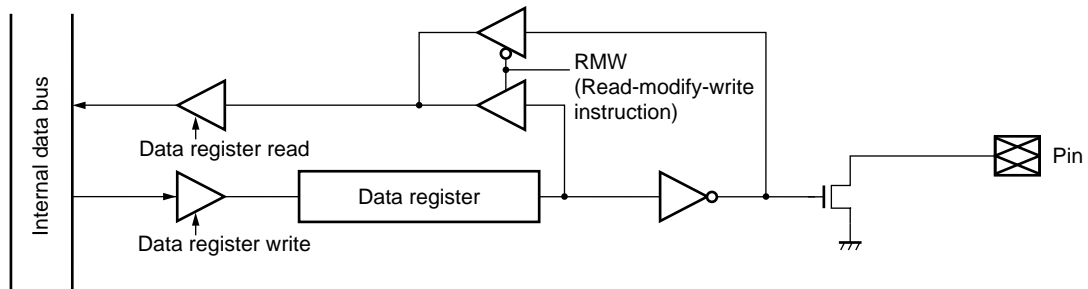 Internal data bus
RMW
(Read-modify-write
instruction)
Data register read
Pin
Data register
Data register write